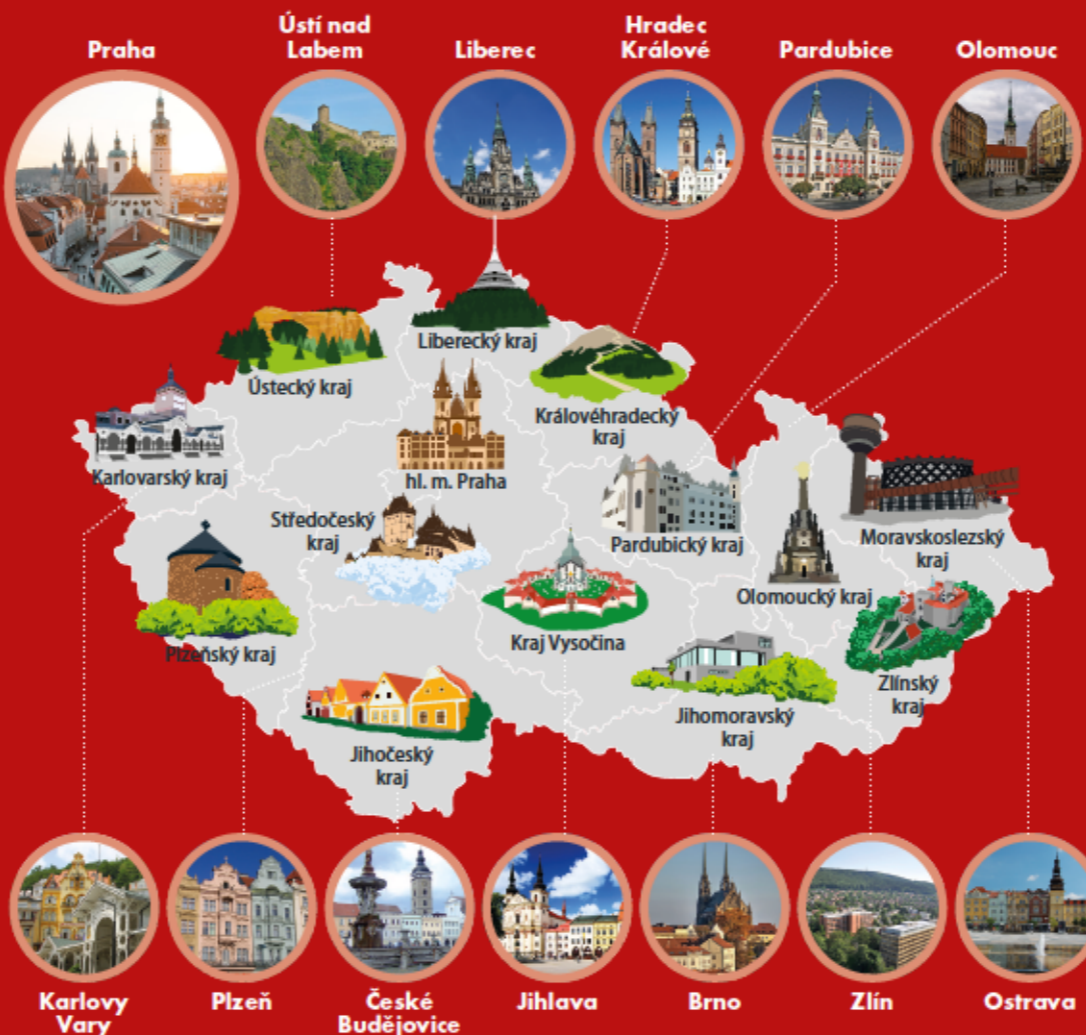 Praha
Ústí nad
Labem
Liberec
Hradec
Králové
Pardubice
Olomouc
Liberecký kraj
Ústecký kraj
Královéhradecký
kraj
Karlovarský kraj
hl. m. Praha
Středočeský
kraj
Pardubický kraj
Moravskoslezský
kraj
Olomoucký kraj
Kraj Vysočina
Plzeňský kraj
Zlínský
kraj
Jihomoravský
kraj
Jihočeský
kraj
Karlovy
Vary
Plzeň
České
Budějovice
Jihlava
Brno
Zlín
Ostrava